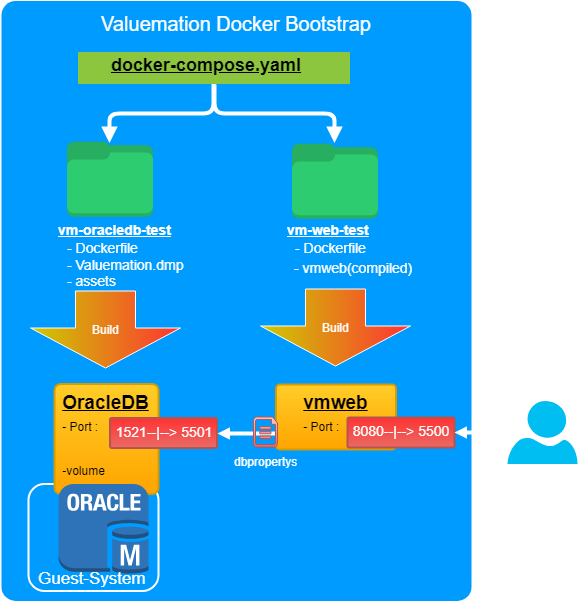 Valuemation Docker Bootstrap
docker-compose.yaml
vm-oracledb-test
- Dockerfile
- Valuemation.dmp
- assets
vm-web-test
- Dockerfile
- vmweb(compiled)
Build
Build
OracleDB
- Port :
1521--|--> 5501
-volume
vmweb
- Port :
8080--|--> 5500
dbpropertys
ORACLE
M
Guest-System